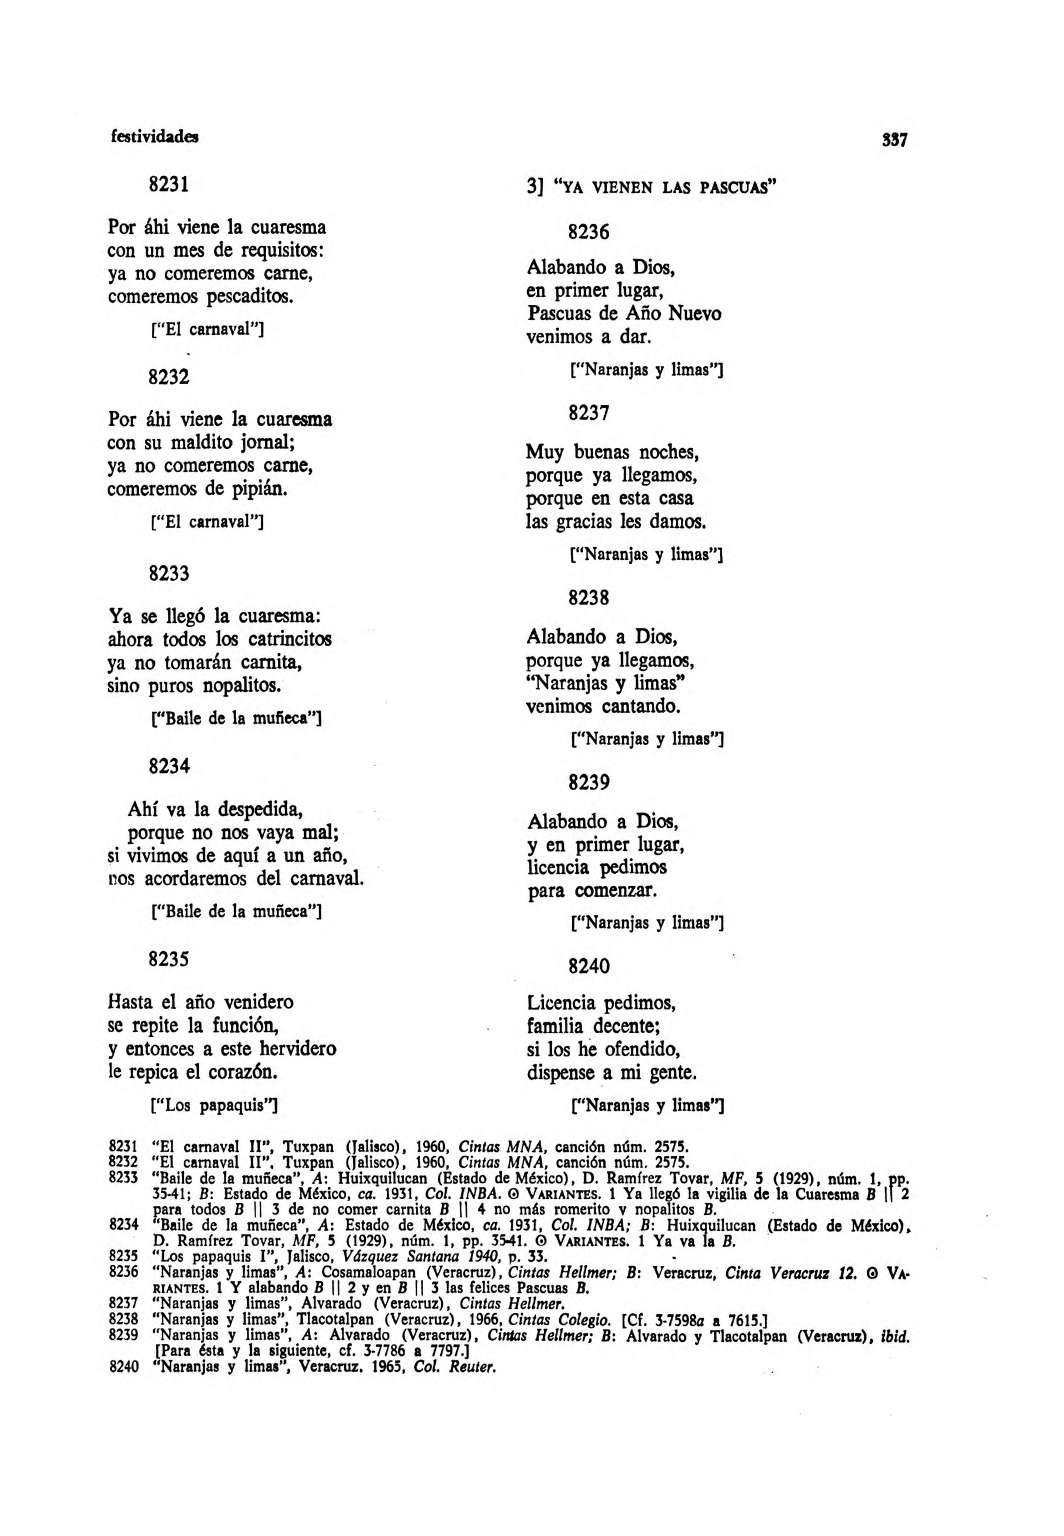 festividades
337
8231
Por áhi viene la cuaresma
con un mes de requisitos:
ya no comeremos carne,
comeremos pescaditos.
["El carnaval"]
8232
Por áhi viene la cuaresma
con su maldito jornal;
ya no comeremos carne,
comeremos de pipián.
["El carnaval"]
8233
Ya se llegó la cuaresma:
ahora todos los catrincitos
ya no tomarán carnita,
sino puros nopalitos.
["Baile de la muñeca"]
8234
Ahí va la despedida,
porque no nos vaya mal;
si vivimos de aquí a un año,
nos acordaremos del carnaval.
["Baile de la muñeca"]
8235
Hasta el año venidero
se repite la función,
y entonces a este hervidero
le repica el corazón.
["Los papaquis"]
3] "YA VIENEN LAS PASCUAS"
8236
Alabando a Dios,
en primer lugar,
Pascuas de Año Nuevo
venimos a dar.
["Naranjas y limas"]
8237
Muy buenas noches,
porque ya llegamos,
porque en esta casa
las gracias les damos.
["Naranjas y limas"]
8238
Alabando a Dios,
porque ya llegamos,
"Naranjas y limas"
venimos cantando.
["Naranjas y limas"]
8239
Alabando a Dios,
y en primer lugar,
licencia pedimos
para comenzar.
["Naranjas y limas"]
8240
Licencia pedimos,
familia decente;
si los he ofendido,
dispense a mi gente.
["Naranjas y limas"]
8231 "El carnaval II", Tuxpan (Jalisco), 1960, Cintas MNA, canción núm. 2575.
8232 "El carnaval II". Tuxpan (Jalisco), 1960, Cintas MNA, canción núm. 2575.
8233 "Baile de la muñeca", A: Huixquilucan (Estado de México), D. Ramírez Tovar, MF, 5 (1929), núm. 1, pp.
35-41; B: Estado de México, ca. 1931, Col. INBA. ⊙ VARIANTES. 1 Ya llegó la vigilia de la Cuaresma B || 2
para todos B || 3 de no comer carnita B || 4 no más romerito y nopalitos B.
8234 "Baile de la muñeca", A: Estado de México, ca. 1931, Col. INBA; B: Huixquilucan (Estado de México),
D. Ramírez Tovar, MF, 5 (1929), núm. 1, pp. 35-41. ⊙ VARIANTES. 1 Ya va la B.
8235 "Los papaquis I", Jalisco, Vázquez Santana 1940, p. 33.
8236 "Naranjas y limas", A: Cosamaloapan (Veracruz), Cintas Hellmer; B: Veracruz, Cinta Veracruz 12. ⊙ VA-
RIANTES. 1 Y alabando B || 2 y en B || 3 las felices Pascuas B.
8237 "Naranjas y limas", Alvarado (Veracruz), Cintas Hellmer.
8238 "Naranjas y limas", Tlacotalpan (Veracruz), 1966, Cintas Colegio. [Cf. 3-7598a a 7615.]
8239 "Naranjas y limas", A: Alvarado (Veracruz), Cintas Hellmer; B: Alvarado y Tlacotalpan (Veracruz), ibid.
[Para ésta y la siguiente, cf. 3-7786 a 7797.]
8240 "Naranjas y limas", Veracruz. 1965, Col. Reuter.